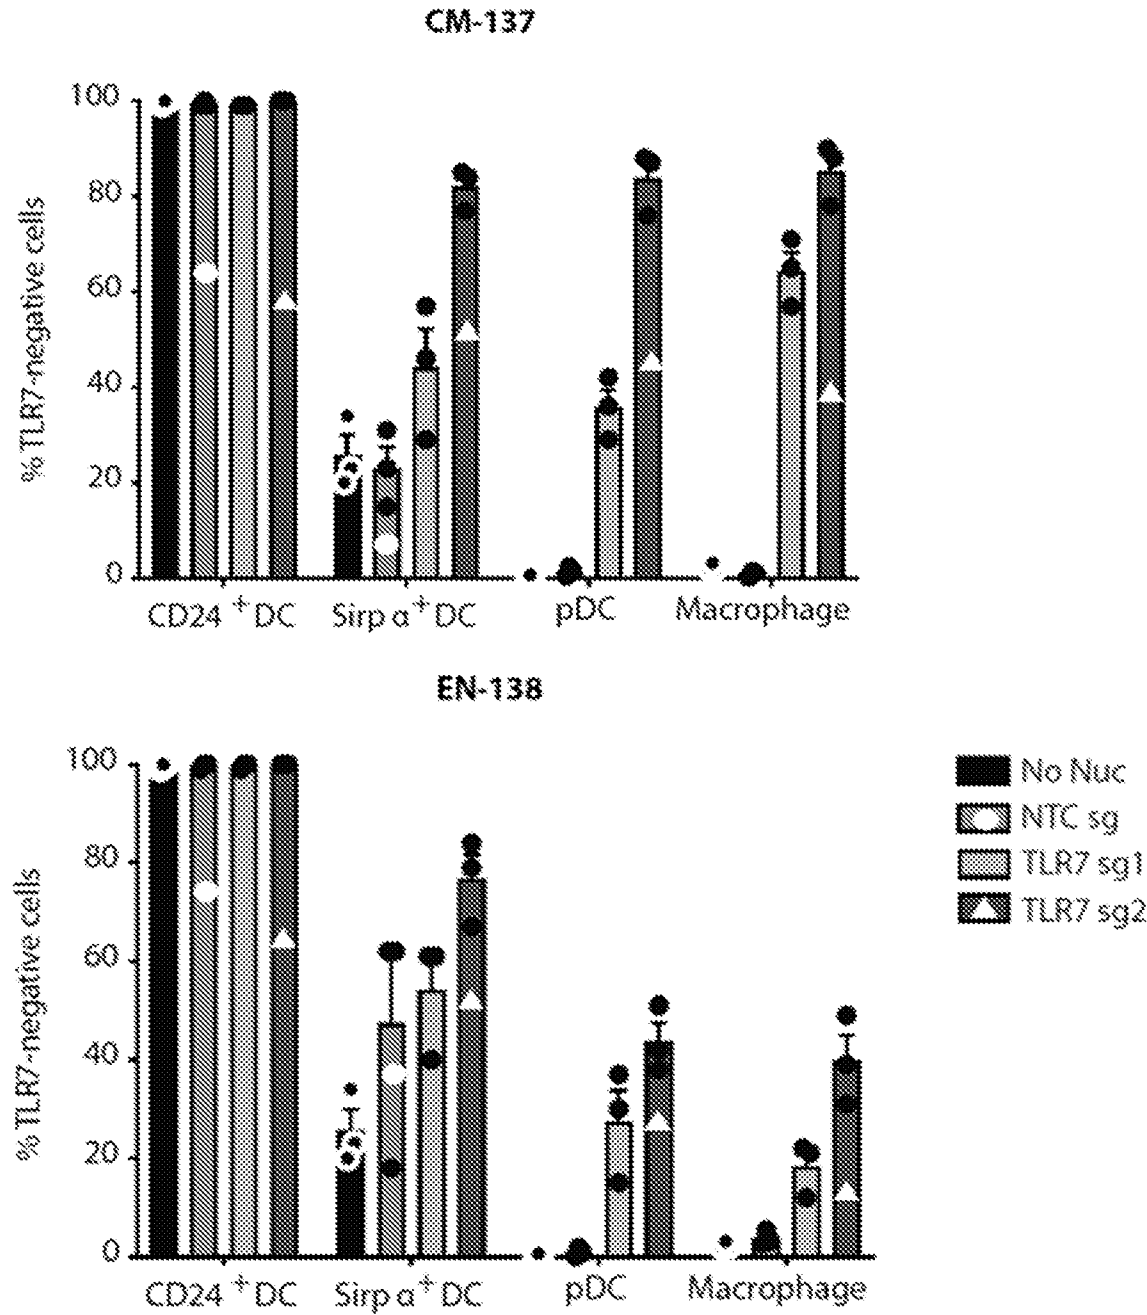 CM-137
% TLR7-negative cells
100
80
60
40
20
0
CD24 + DC
Sirp α+ DC
pDC
Macrophage
EN-138
% TLR7-negative cells
100
80
60
40
20
0
CD24 + DC
Sirp α+ DC
pDC
Macrophage
No Nuc
NTC sg
TLR7 sg1
TLR7 sg2